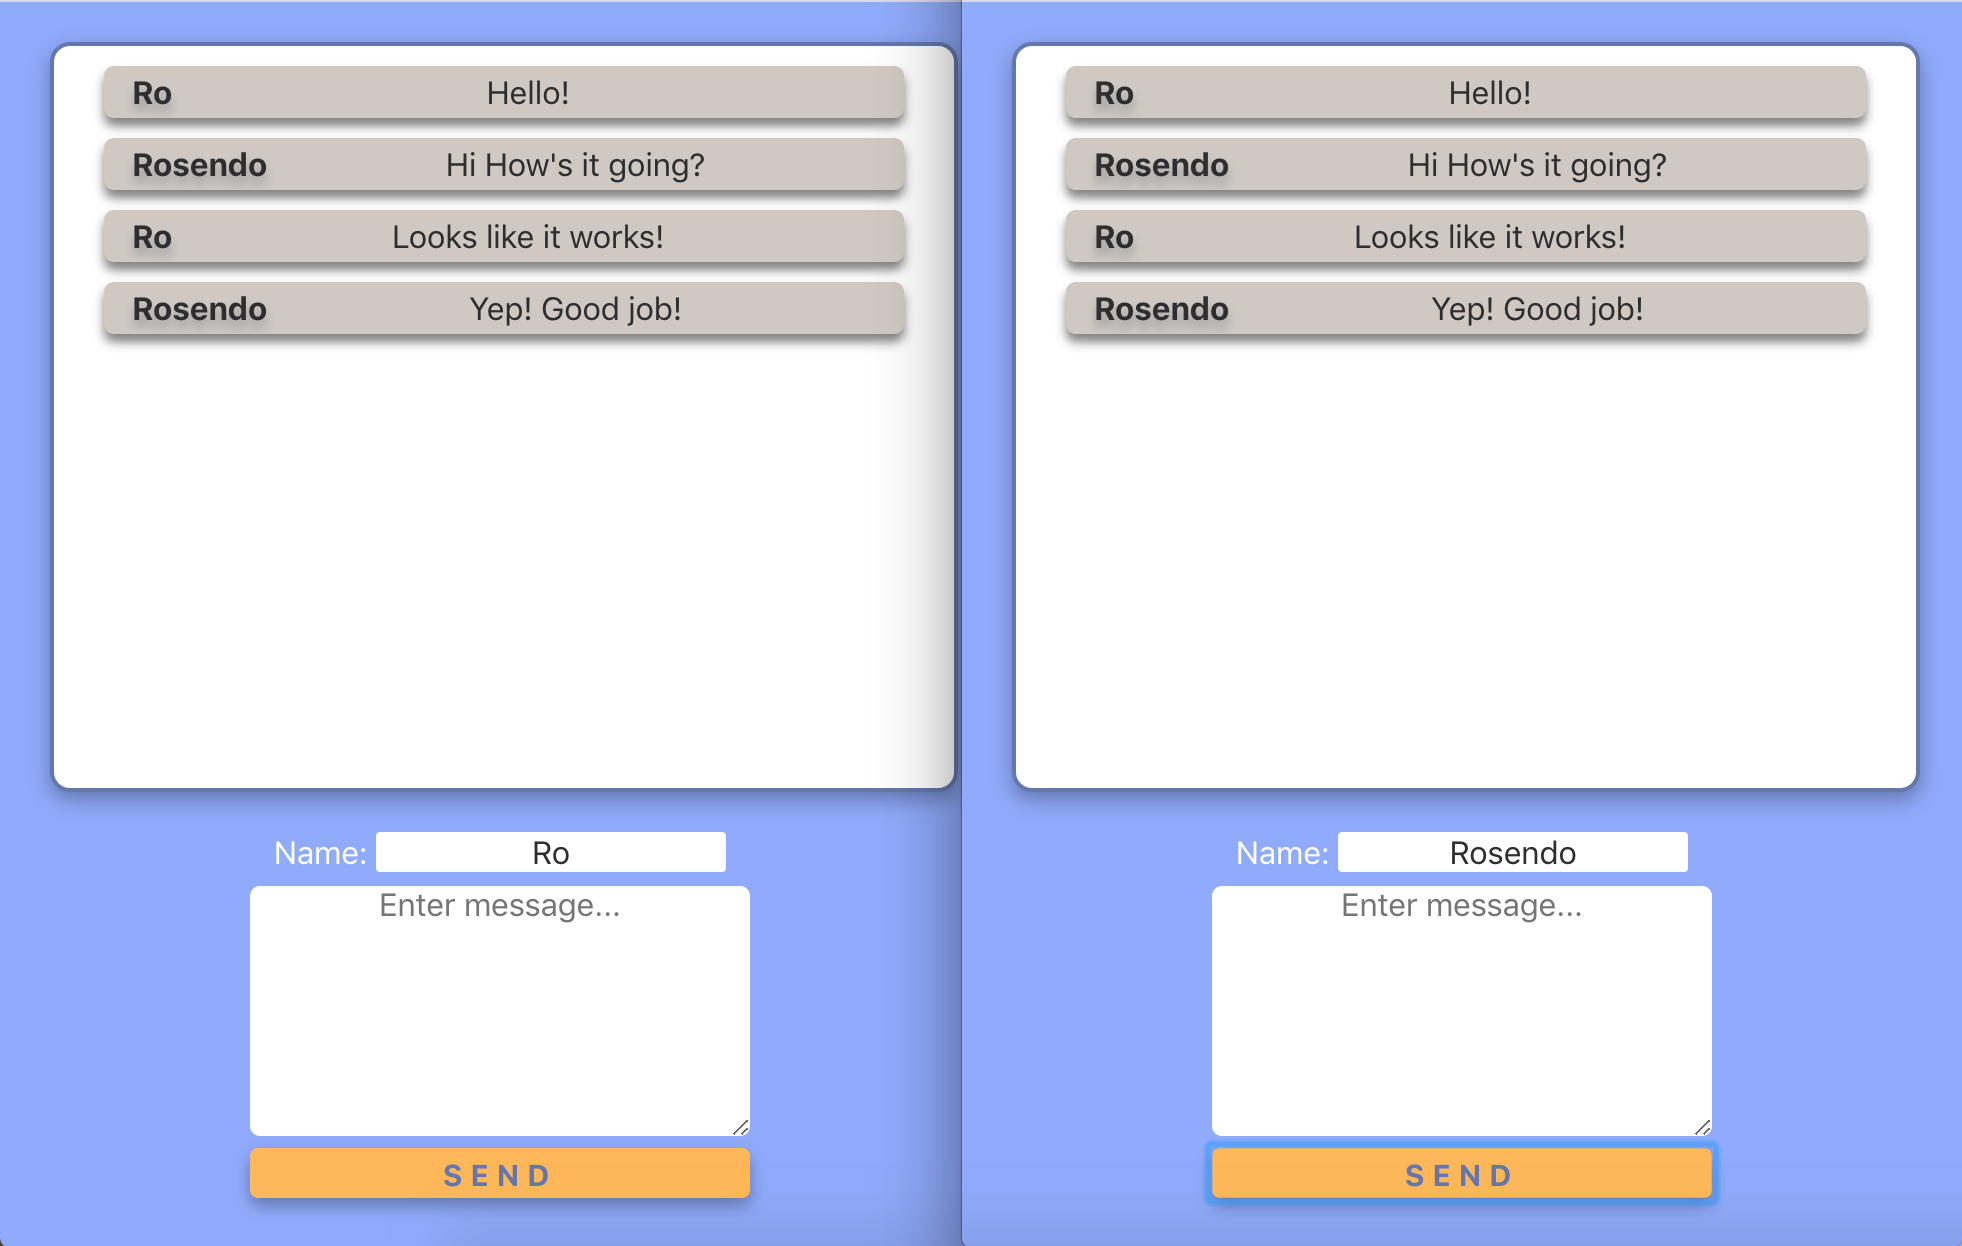 Ro Hello!
Rosendo Hi How's it going?
Ro Looks like it works!
Rosendo Yep! Good job!
Name: Ro
Enter message...
SEND
Ro Hello!
Rosendo Hi How's it going?
Ro Looks like it works!
Rosendo Yep! Good job!
Name: Rosendo
Enter message...
SEND